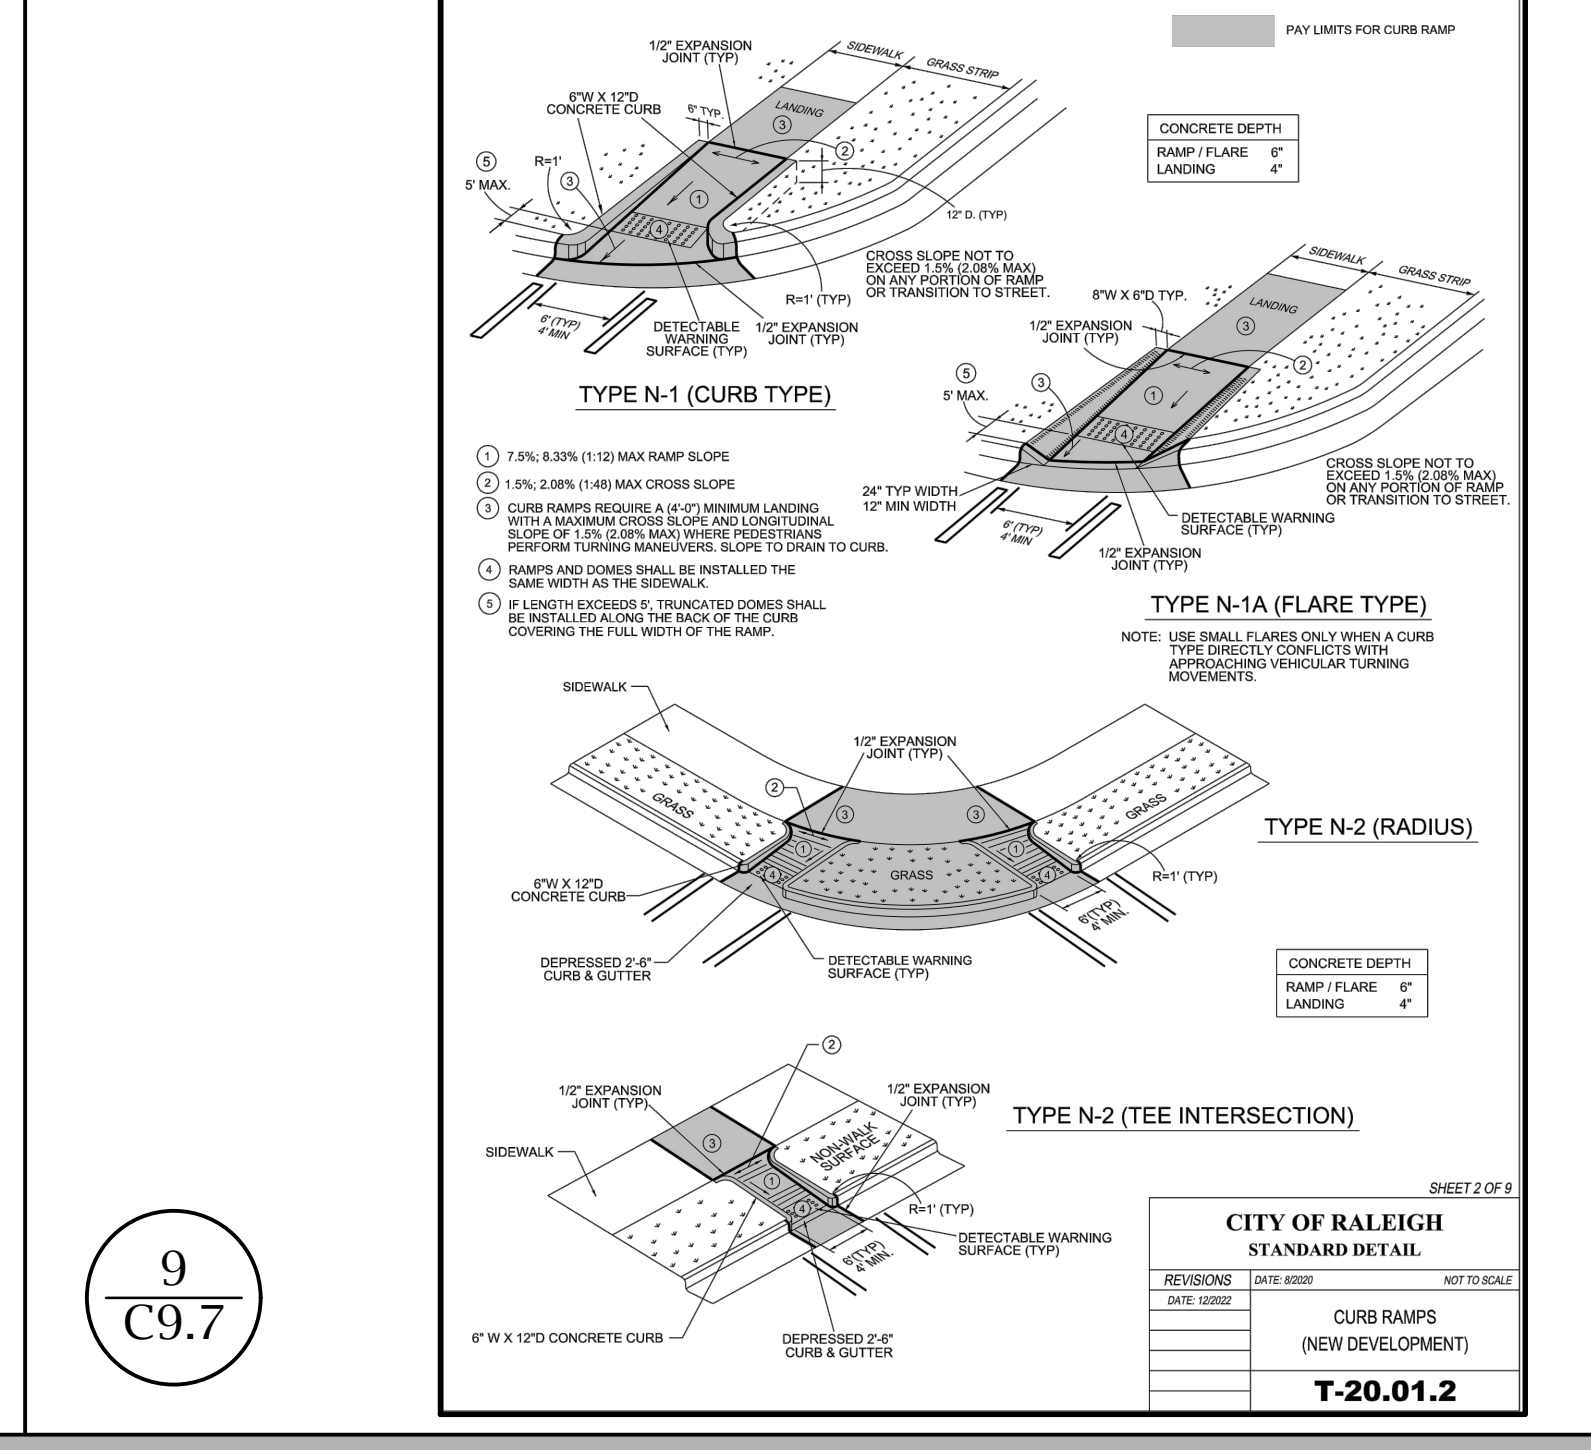 PAY LIMITS FOR CURB RAMP
1/2" EXPANSION
JOINT (TYP)
SIDEWALK
GRASS STRIP
6"W X 12"D
CONCRETE CURB
6" TYP.
LANDING
3
2
5
5' MAX.
R=1'
3
1
4
12" D. (TYP)
CROSS SLOPE NOT TO
EXCEED 1.5% (2.08% MAX)
ON ANY PORTION OF RAMP
OR TRANSITION TO STREET.
R=1' (TYP)
6' (TYP)
4' MIN
DETECTABLE
WARNING
SURFACE (TYP)
1/2" EXPANSION
JOINT (TYP)
TYPE N-1 (CURB TYPE)
CONCRETE DEPTH
RAMP / FLARE 6"
LANDING 4"
SIDEWALK
GRASS STRIP
8"W X 6"D TYP.
LANDING
3
1/2" EXPANSION
JOINT (TYP)
2
5
5' MAX.
3
1
4
CROSS SLOPE NOT TO
EXCEED 1.5% (2.08% MAX)
ON ANY PORTION OF RAMP
OR TRANSITION TO STREET.
24" TYP WIDTH
12" MIN WIDTH
6' (TYP)
4' MIN
DETECTABLE WARNING
SURFACE (TYP)
1/2" EXPANSION
JOINT (TYP)
TYPE N-1A (FLARE TYPE)
NOTE: USE SMALL FLARES ONLY WHEN A CURB
TYPE DIRECTLY CONFLICTS WITH
APPROACHING VEHICULAR TURNING
MOVEMENTS.
1 7.5%; 8.33% (1:12) MAX RAMP SLOPE
2 1.5%; 2.08% (1:48) MAX CROSS SLOPE
3 CURB RAMPS REQUIRE A (4'-0") MINIMUM LANDING
WITH A MAXIMUM CROSS SLOPE AND LONGITUDINAL
SLOPE OF 1.5% (2.08% MAX) WHERE PEDESTRIANS
PERFORM TURNING MANEUVERS. SLOPE TO DRAIN TO CURB.
4 RAMPS AND DOMES SHALL BE INSTALLED THE
SAME WIDTH AS THE SIDEWALK.
5 IF LENGTH EXCEEDS 5', TRUNCATED DOMES SHALL
BE INSTALLED ALONG THE BACK OF THE CURB
COVERING THE FULL WIDTH OF THE RAMP.
SIDEWALK
1/2" EXPANSION
JOINT (TYP)
2
GRASS
3
3
GRASS
1
1
4
GRASS
4
R=1' (TYP)
6'(TYP)
4' MIN.
6"W X 12"D
CONCRETE CURB
DEPRESSED 2'-6"
CURB & GUTTER
DETECTABLE WARNING
SURFACE (TYP)
TYPE N-2 (RADIUS)
CONCRETE DEPTH
RAMP / FLARE 6"
LANDING 4"
2
1/2" EXPANSION
JOINT (TYP)
1/2" EXPANSION
JOINT (TYP)
TYPE N-2 (TEE INTERSECTION)
SIDEWALK
3
NON-WALK
SURFACE
1
4
R=1' (TYP)
DETECTABLE WARNING
SURFACE (TYP)
6'(TYP)
4' MIN.
6" W X 12"D CONCRETE CURB
DEPRESSED 2'-6"
CURB & GUTTER
SHEET 2 OF 9
CITY OF RALEIGH
STANDARD DETAIL
REVISIONS
DATE: 8/2020 NOT TO SCALE
DATE: 12/2022
CURB RAMPS
(NEW DEVELOPMENT)
T-20.01.2
9
C9.7